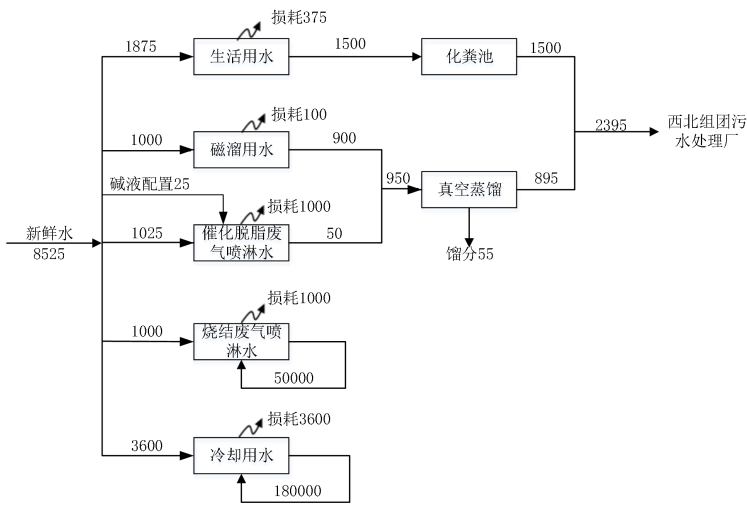 损耗375
1875
生活用水
1500
化粪池
1500
损耗100
1000
磁溜用水
900
2395
西北组团污
水处理厂
碱液配置25
950
真空蒸馏
895
损耗1000
新鲜水
8525
1025
催化脱脂废
气喷淋水
50
馏分55
损耗1000
1000
烧结废气喷
淋水
50000
损耗3600
3600
冷却用水
180000